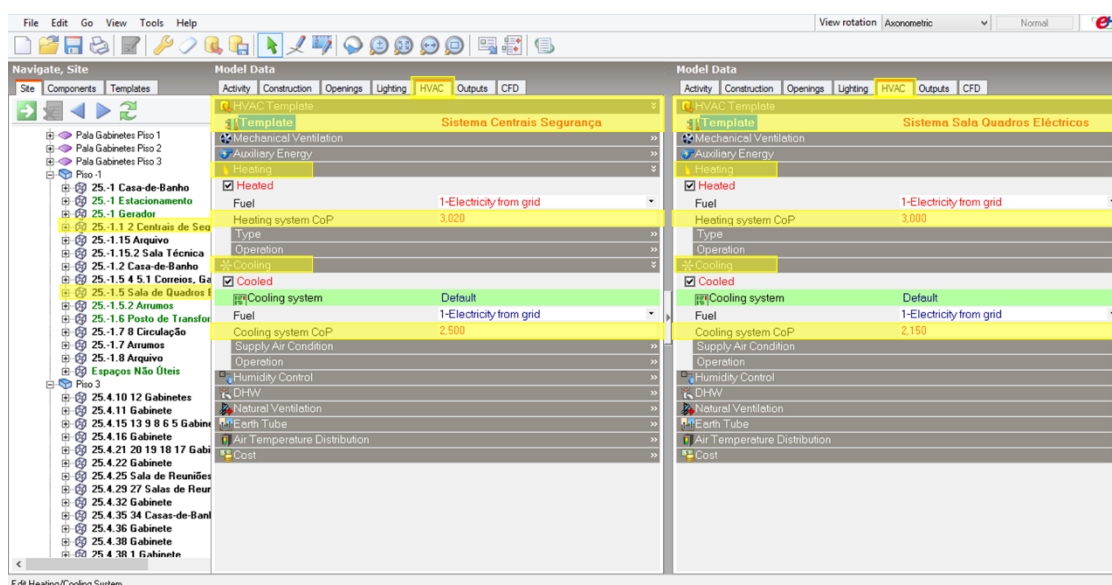 File Edit Go View Tools Help
View rotation Axonometric Normal
Navigate, Site
Site Components Templates
Pala Gabinetes Piso 1
Pala Gabinetes Piso 2
Pala Gabinetes Piso 3
Piso -1
25.-1 Casa-de-Banho
25.-1 Estacionamento
25.-1 Gerador
25.-1.1 2 Centrais de Seg
25.-1.15 Arquivo
25.-1.15.2 Sala Técnica
25.-1.2 Casa-de-Banho
25.-1.5 4 5.1 Correios, Ga
25.-1.5 Sala de Quadros E
25.-1.5.2 Arrumos
25.-1.6 Posto de Transfor
25.-1.7 8 Circulação
25.-1.7 Arrumos
25.-1.8 Arquivo
Espaços Não Úteis
Piso 3
25.4.10 12 Gabinetes
25.4.11 Gabinete
25.4.15 13 9 8 6 5 Gabine
25.4.16 Gabinete
25.4.21 20 19 18 17 Gabi
25.4.22 Gabinete
25.4.25 Sala de Reuniões
25.4.29 27 Salas de Reun
25.4.32 Gabinete
25.4.35 34 Casas-de-Banh
25.4.36 Gabinete
25.4.38 Gabinete
25.4.38 1 Gabinete
Model Data
Activity Construction Openings Lighting HVAC Outputs CFD
HVAC Template
Template Sistema Centrais Segurança
Mechanical Ventilation
Auxiliary Energy
Heating
Heated
Fuel 1-Electricity from grid
Heating system CoP 3,020
Type
Operation
Cooling
Cooled
Cooling system Default
Fuel 1-Electricity from grid
Cooling system CoP 2,500
Supply Air Condition
Operation
Humidity Control
DHW
Natural Ventilation
Earth Tube
Air Temperature Distribution
Cost
Model Data
Activity Construction Openings Lighting HVAC Outputs CFD
HVAC Template
Template Sistema Sala Quadros Eléctricos
Mechanical Ventilation
Auxiliary Energy
Heating
Heated
Fuel 1-Electricity from grid
Heating system CoP 3,000
Type
Operation
Cooling
Cooled
Cooling system Default
Fuel 1-Electricity from grid
Cooling system CoP 2,150
Supply Air Condition
Operation
Humidity Control
DHW
Natural Ventilation
Earth Tube
Air Temperature Distribution
Cost
Edit Heating/Cooling System